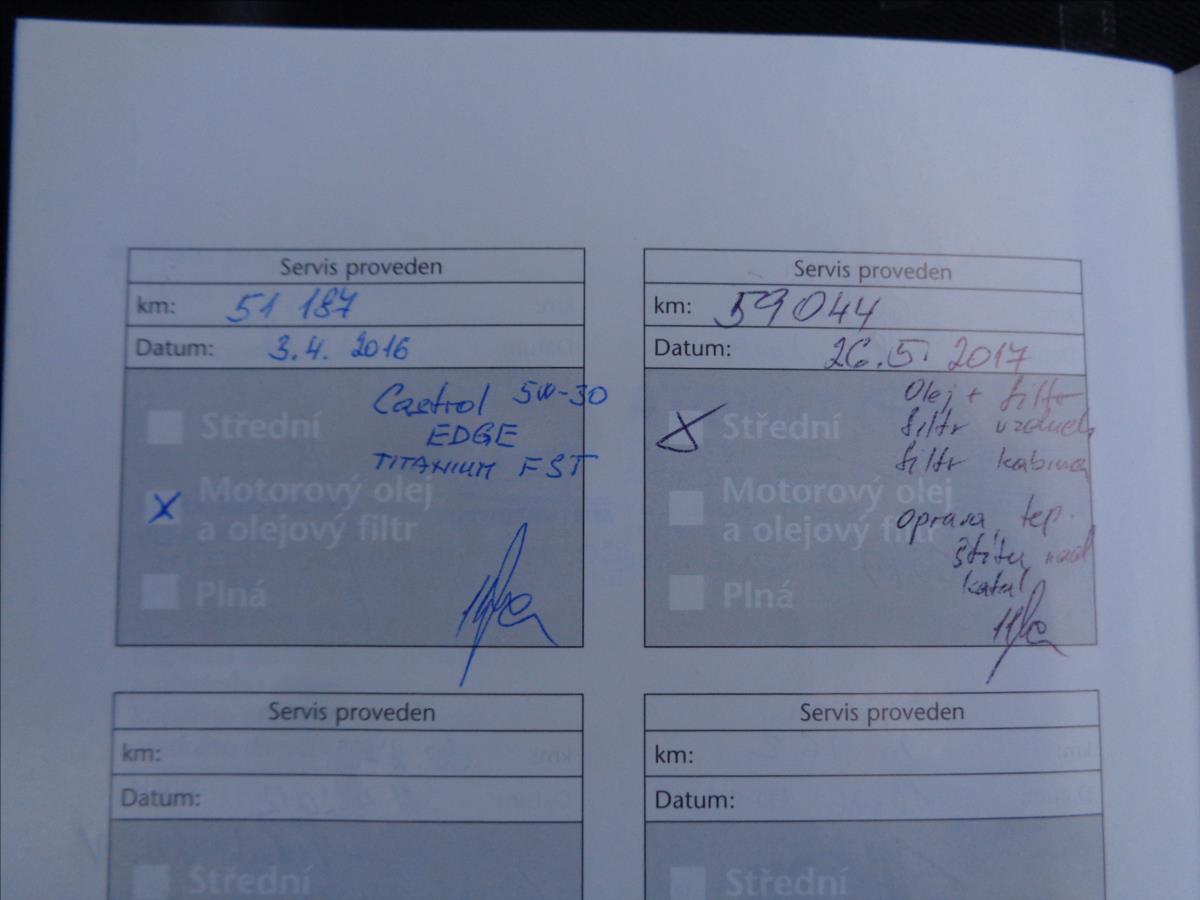 Servis proveden
km: 51 187
Datum: 3.4. 2016
Castrol 5W-30
EDGE
TITANIUM FST
Střední
Motorový olej
a olejový filtr
Plná
Servis proveden
km: 59044
Datum: 26.5. 2017
Olej + filtr
filtr vzduch
filtr kabina
oprava tep.
štítu nad
katal
Střední
Motorový olej
a olejový filtr
Plná
Servis proveden
km:
Datum:
Střední
Servis proveden
km:
Datum:
Střední